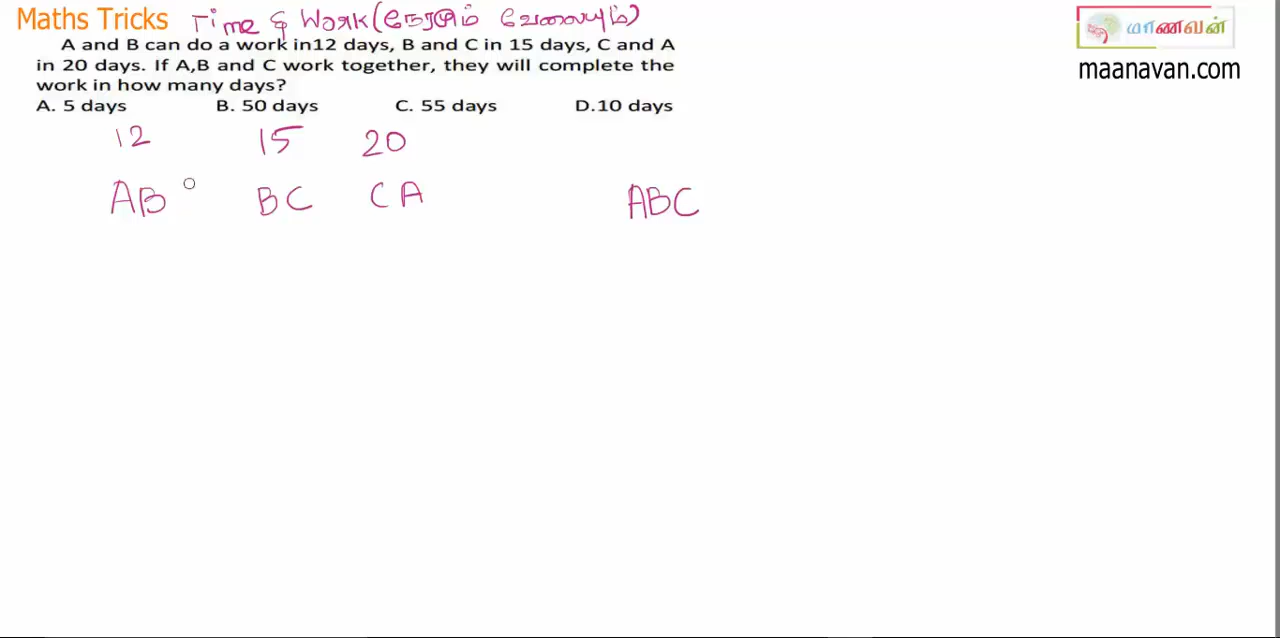 Maths Tricks Time & Work (நேரமும் வேலையும்)
A and B can do a work in12 days, B and C in 15 days, C and A
in 20 days. If A,B and C work together, they will complete the
work in how many days?
A. 5 days B. 50 days C. 55 days D.10 days
12 15 20
AB BC CA ABC
மாணவன்
maanavan.com